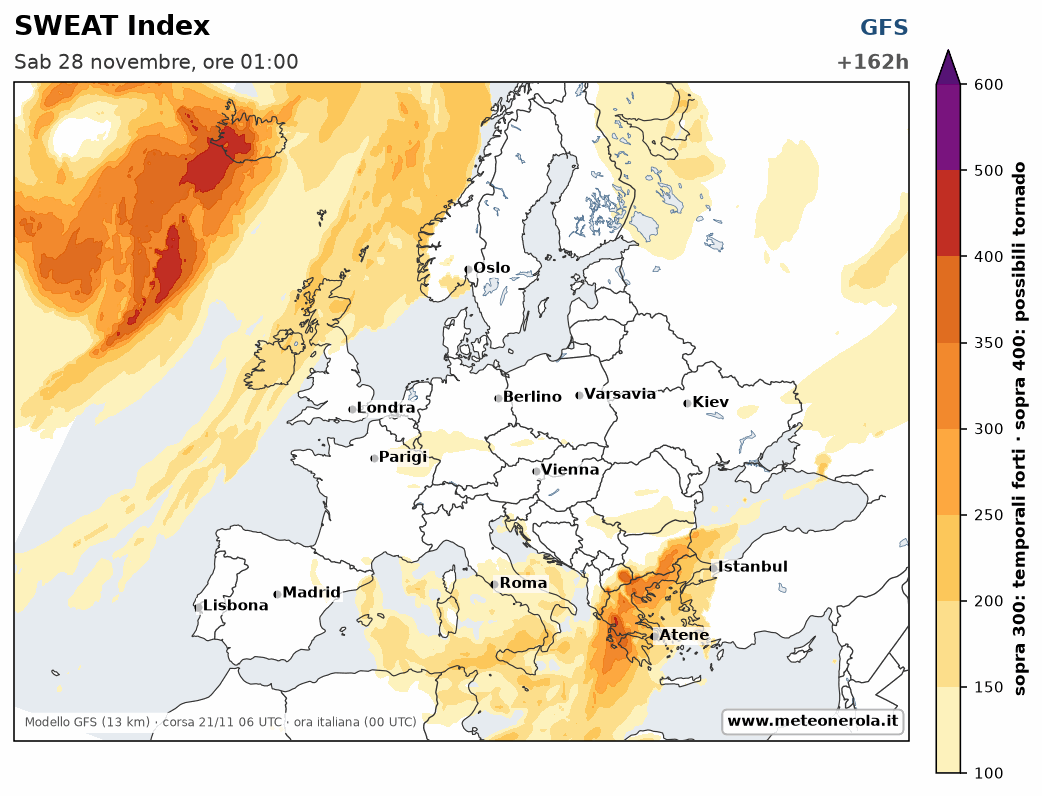 SWEAT Index
GFS
Sab 28 novembre, ore 01:00
+162h
600
500
400
350
300
250
200
150
100
sopra 300: temporali forti · sopra 400: possibili tornado
Oslo
Berlino
Varsavia
Kiev
Londra
Parigi
Vienna
Istanbul
Roma
Madrid
Lisbona
Atene
Modello GFS (13 km) · corsa 21/11 06 UTC · ora italiana (00 UTC)
www.meteonerola.it